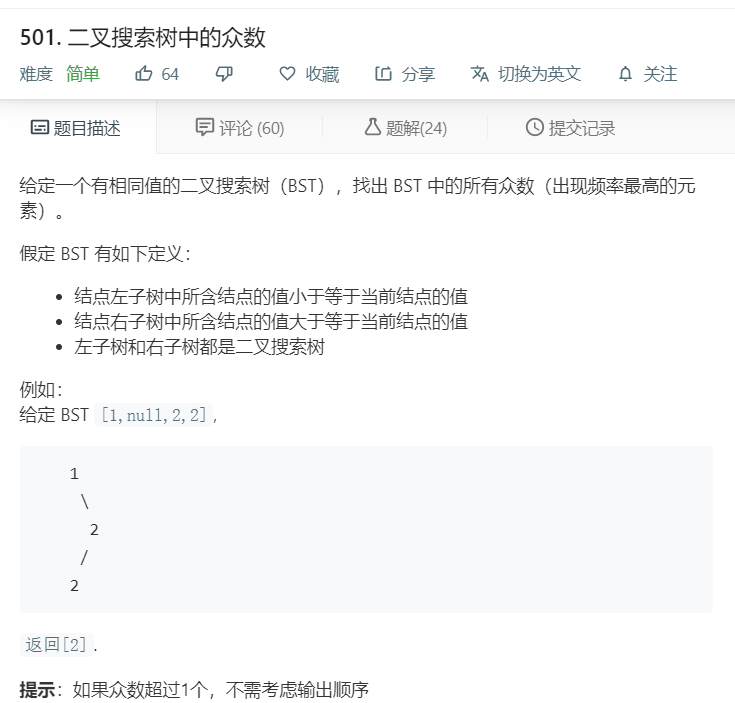 501. 二叉搜索树中的众数
难度 简单 64 收藏 分享 切换为英文 关注
题目描述 评论 (60) 题解(24) 提交记录
给定一个有相同值的二叉搜索树（BST），找出 BST 中的所有众数（出现频率最高的元
素）。
假定 BST 有如下定义：
• 结点左子树中所含结点的值小于等于当前结点的值
• 结点右子树中所含结点的值大于等于当前结点的值
• 左子树和右子树都是二叉搜索树
例如：
给定 BST [1,null,2,2],
1
\
2
/
2
返回[2].
提示：如果众数超过1个，不需考虑输出顺序